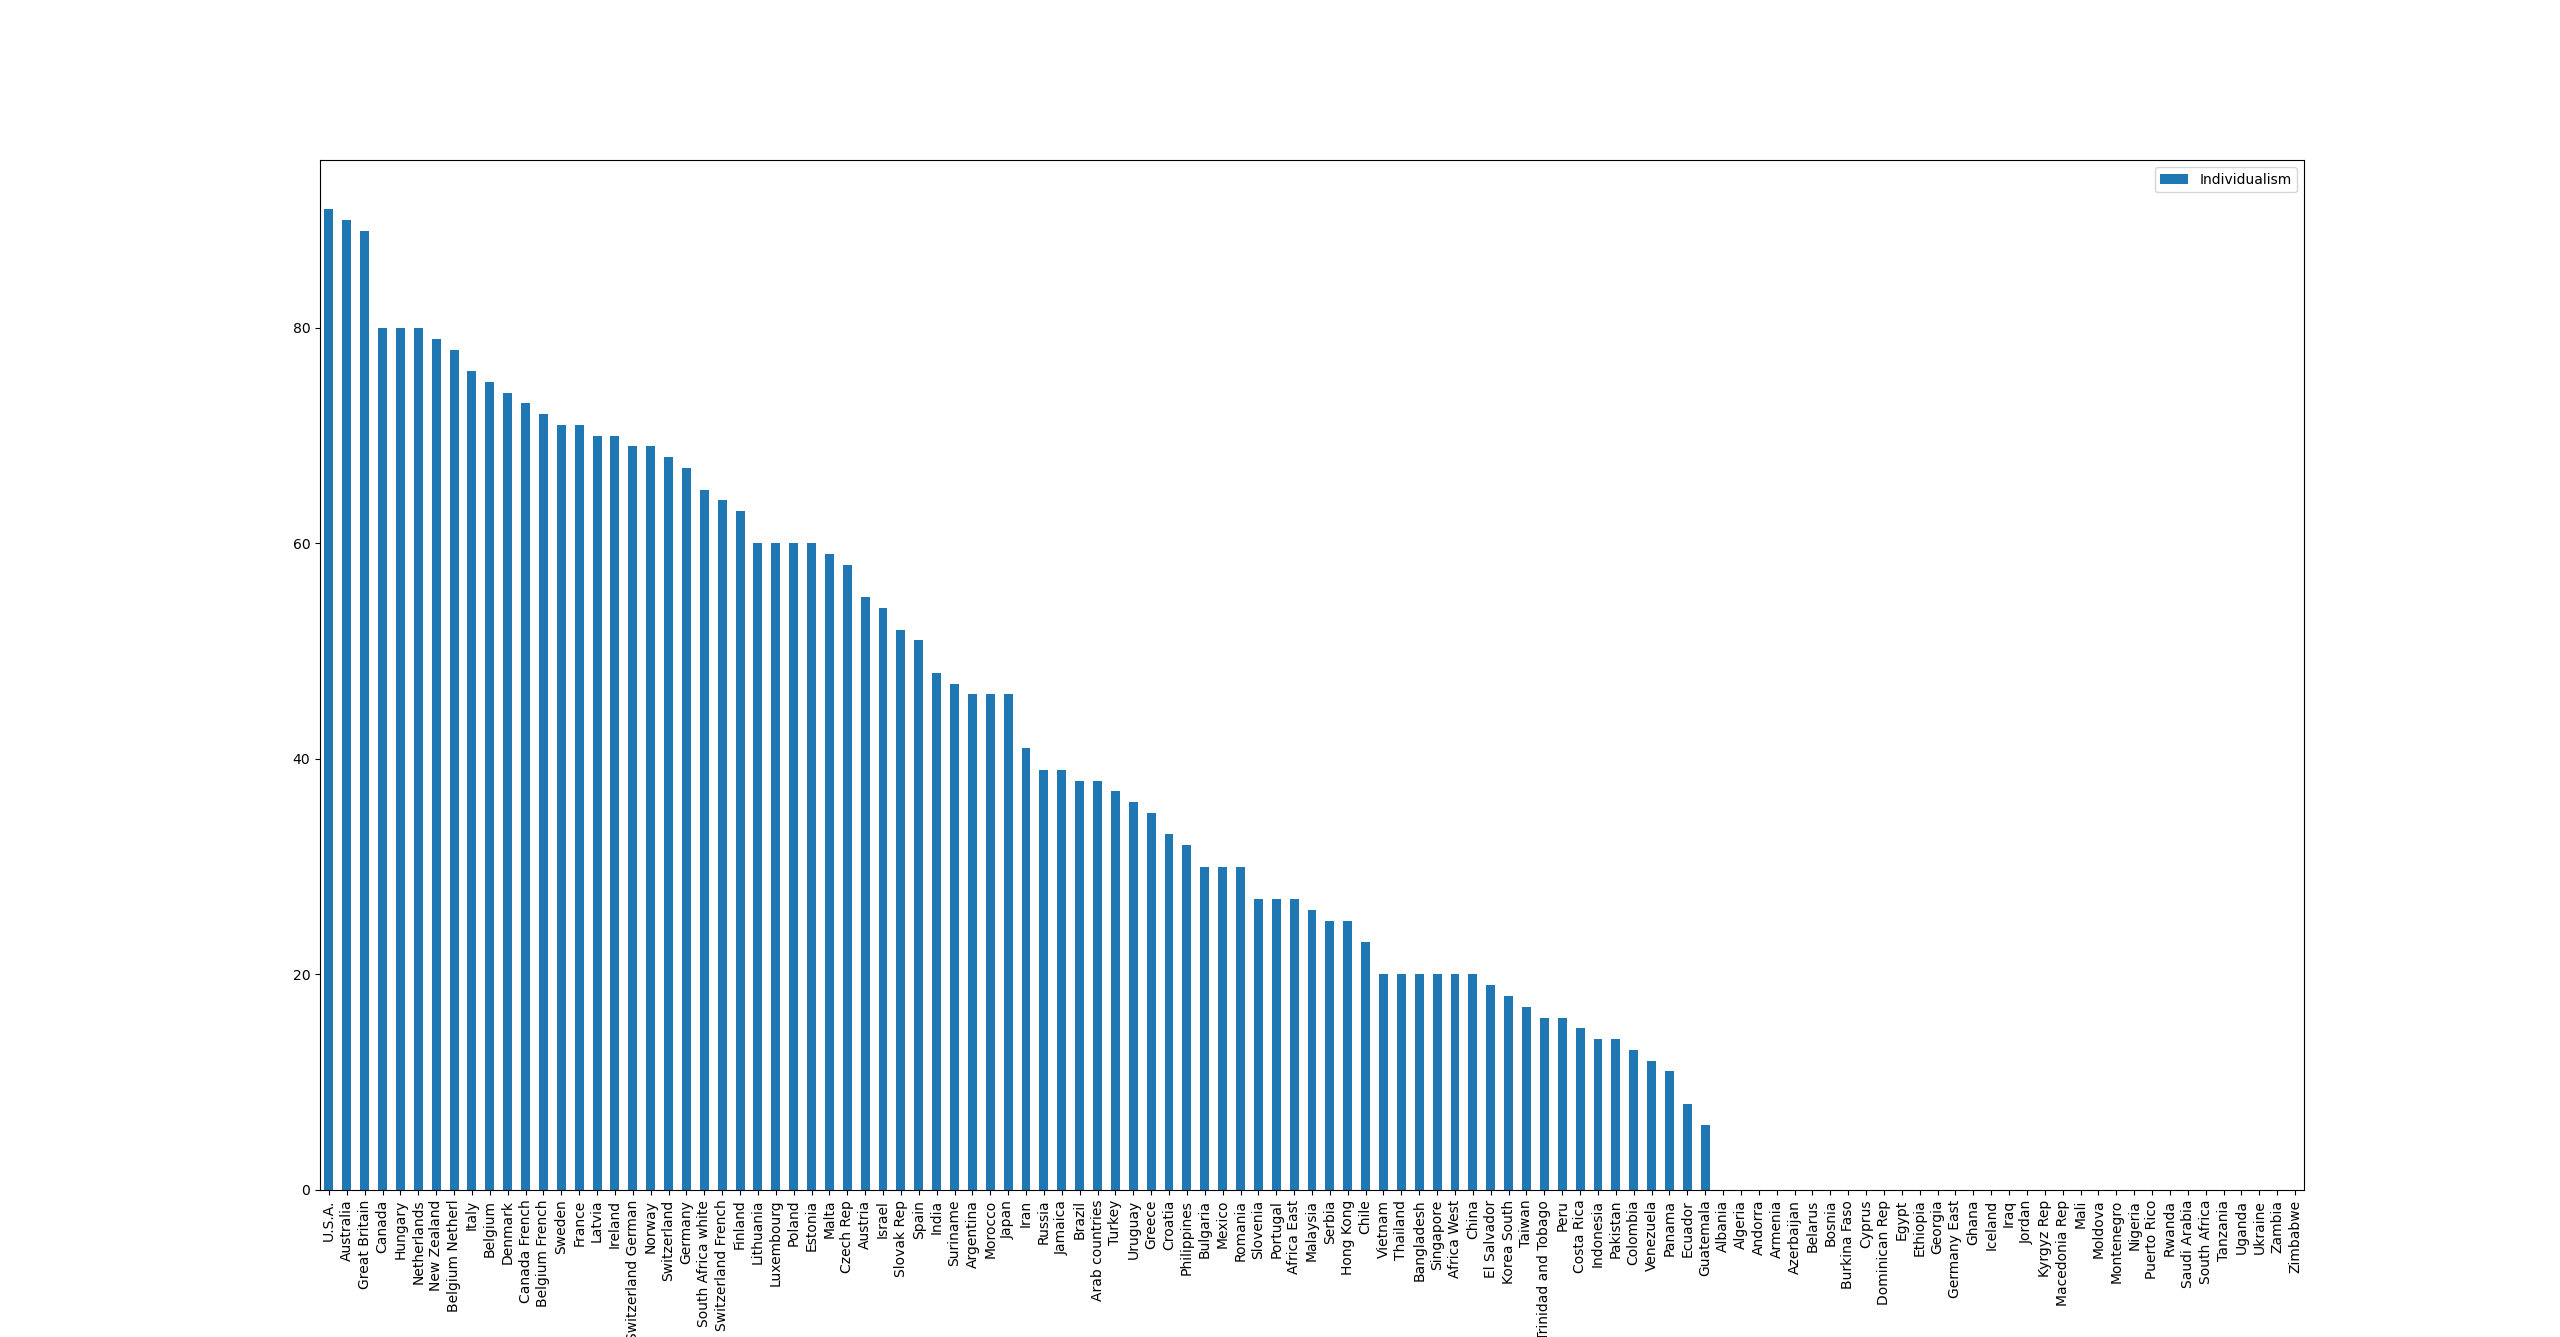 Individualism
80
60
40
20
0
U.S.A.
Australia
Great Britain
Canada
Hungary
Netherlands
New Zealand
Belgium Netherl
Italy
Belgium
Denmark
Canada French
Belgium French
Sweden
France
Latvia
Ireland
Switzerland German
Norway
Switzerland
Germany
South Africa white
Switzerland French
Finland
Lithuania
Luxembourg
Poland
Estonia
Malta
Czech Rep
Austria
Israel
Slovak Rep
Spain
India
Suriname
Argentina
Morocco
Japan
Iran
Russia
Jamaica
Brazil
Arab countries
Turkey
Uruguay
Greece
Croatia
Philippines
Bulgaria
Mexico
Romania
Slovenia
Portugal
Africa East
Malaysia
Serbia
Hong Kong
Chile
Vietnam
Thailand
Bangladesh
Singapore
Africa West
China
El Salvador
Korea South
Taiwan
Trinidad and Tobago
Peru
Costa Rica
Indonesia
Pakistan
Colombia
Venezuela
Panama
Ecuador
Guatemala
Albania
Algeria
Andorra
Armenia
Azerbaijan
Belarus
Bosnia
Burkina Faso
Cyprus
Dominican Rep
Egypt
Ethiopia
Georgia
Germany East
Ghana
Iceland
Iraq
Jordan
Kyrgyz Rep
Macedonia Rep
Mali
Moldova
Montenegro
Nigeria
Puerto Rico
Rwanda
Saudi Arabia
South Africa
Tanzania
Uganda
Ukraine
Zambia
Zimbabwe